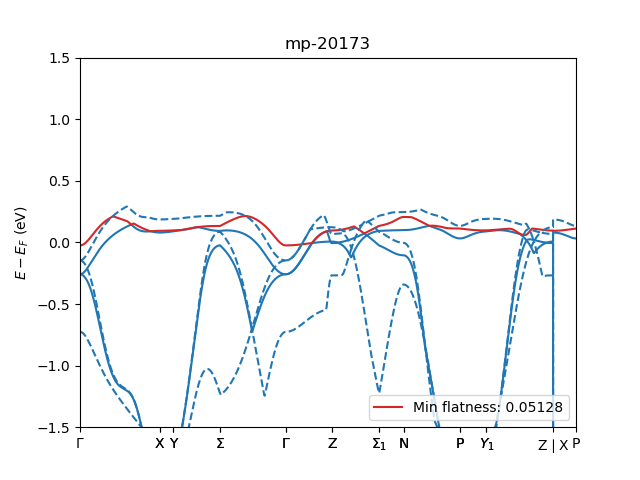 mp-20173
1.5
1.0
0.5
0.0
−0.5
−1.0
−1.5
E − E_F (eV)
Min flatness: 0.05128
Γ X Y Σ Γ Z Σ₁ N P Y₁ Z | X P